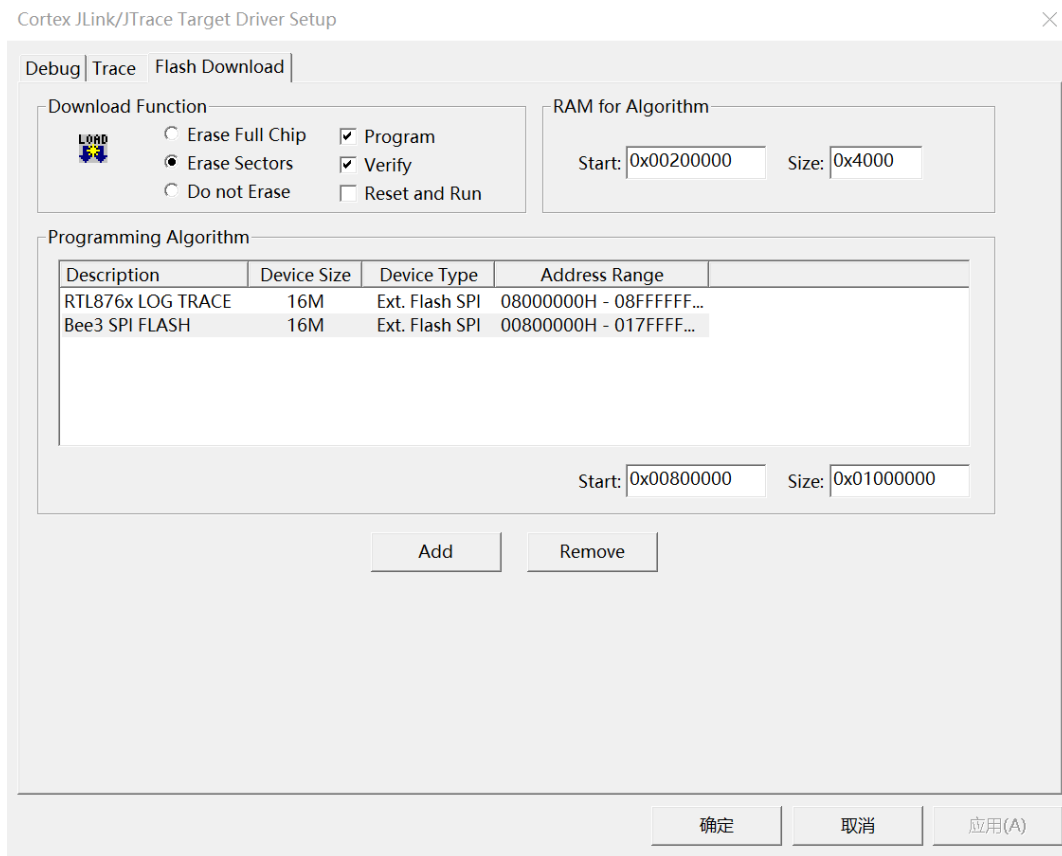 Cortex JLink/JTrace Target Driver Setup
Debug Trace Flash Download
Download Function
LOAD
Erase Full Chip
Erase Sectors
Do not Erase
Program
Verify
Reset and Run
RAM for Algorithm
Start: 0x00200000 Size: 0x4000
Programming Algorithm
Description Device Size Device Type Address Range
RTL876x LOG TRACE 16M Ext. Flash SPI 08000000H - 08FFFFFF...
Bee3 SPI FLASH 16M Ext. Flash SPI 00800000H - 017FFFF...
Start: 0x00800000 Size: 0x01000000
Add Remove
确定 取消 应用(A)